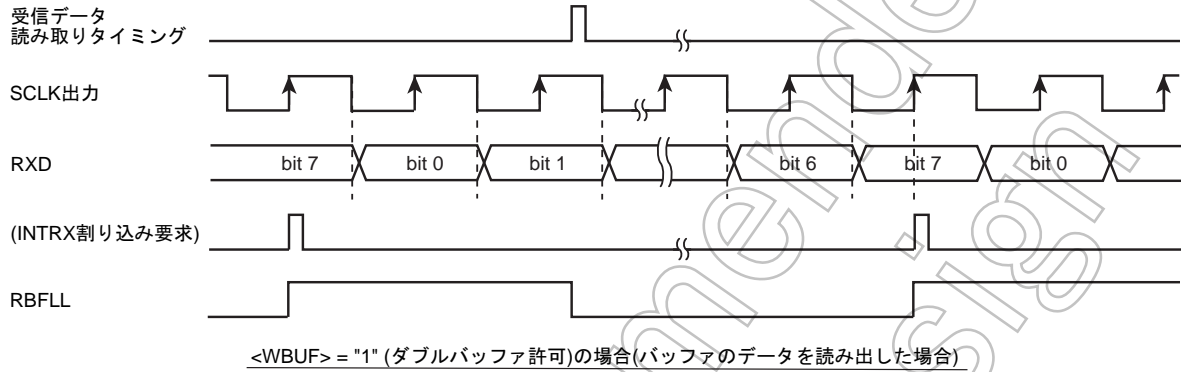 受信データ
読み取りタイミング
SCLK出力
RXD
bit 7 bit 0 bit 1 bit 6 bit 7 bit 0
(INTRX割り込み要求)
RBFLL
<WBUF> = "1" (ダブルバッファ許可)の場合(バッファのデータを読み出した場合)